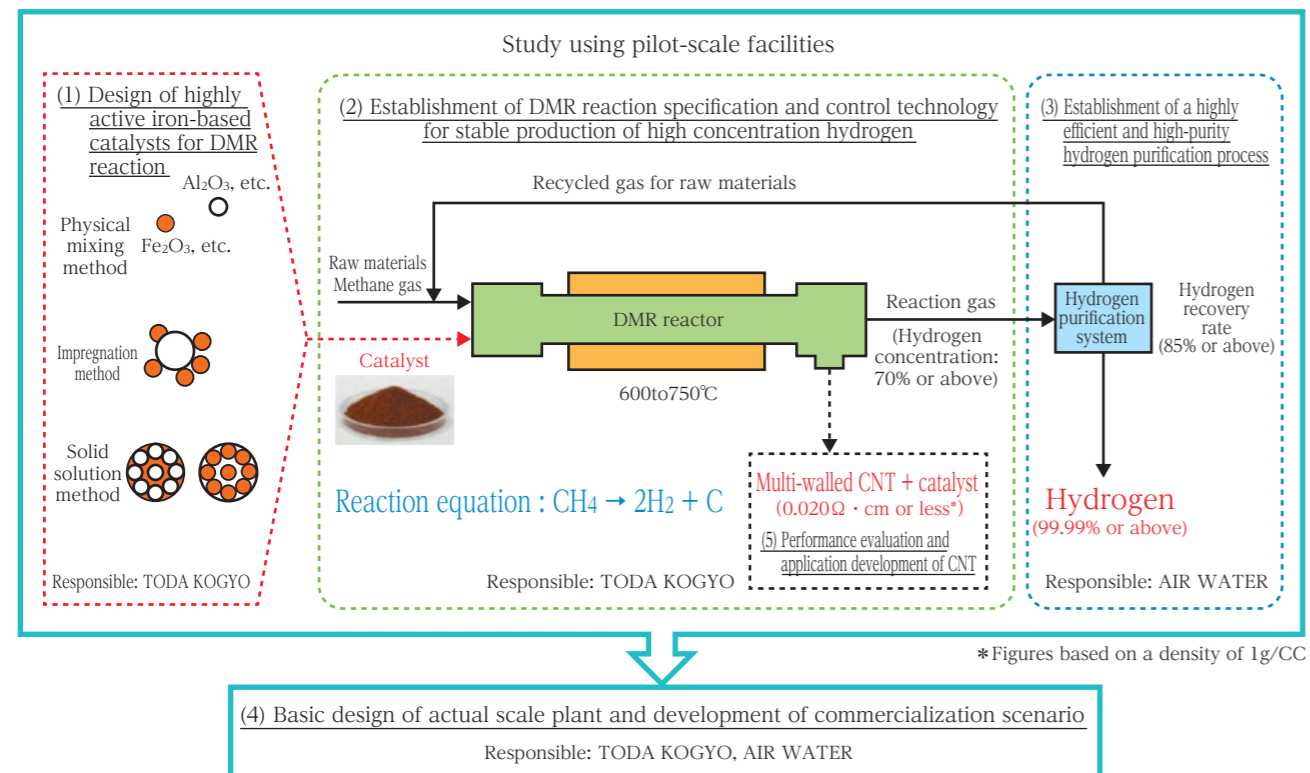 Study using pilot-scale facilities
(1) Design of highly
active iron-based
catalysts for DMR
reaction
Al₂O₃, etc.
Physical
mixing
method
Fe₂O₃, etc.
Impregnation
method
Solid
solution
method
Responsible: TODA KOGYO
(2) Establishment of DMR reaction specification and control technology
for stable production of high concentration hydrogen
Recycled gas for raw materials
Raw materials
Methane gas
Catalyst
DMR reactor
600to750℃
Reaction gas
(Hydrogen
concentration:
70% or above)
Reaction equation : CH₄ → 2H₂ + C
Multi-walled CNT + catalyst
(0.020Ω・cm or less*)
(5) Performance evaluation and
application development of CNT
Responsible: TODA KOGYO
(3) Establishment of a highly
efficient and high-purity
hydrogen purification process
Hydrogen
purification
system
Hydrogen
recovery
rate
(85% or above)
Hydrogen
(99.99% or above)
Responsible: AIR WATER
*Figures based on a density of 1g/CC
(4) Basic design of actual scale plant and development of commercialization scenario
Responsible: TODA KOGYO, AIR WATER